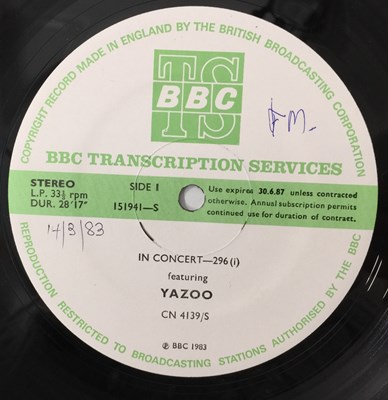 COPYRIGHT RECORD MADE IN ENGLAND BY THE BRITISH BROADCASTING CORPORATION
TS
BBC
BBC TRANSCRIPTION SERVICES
STEREO
L.P. 33⅓ rpm
DUR. 28'17"
SIDE 1
151941—S
Use expires 30.6.87 unless contracted
otherwise. Annual subscription permits
continued use for duration of contract.
14/3/83
IN CONCERT—296 (i)
featuring
YAZOO
CN 4139/S
℗ BBC 1983
REPRODUCTION RESTRICTED TO BROADCASTING STATIONS AUTHORISED BY THE BBC